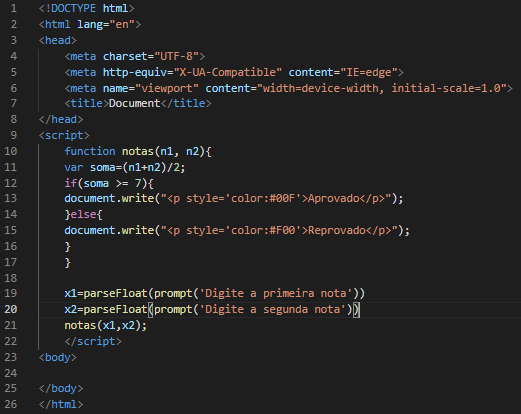 1 <!DOCTYPE html>
2 <html lang="en">
3 <head>
4 <meta charset="UTF-8">
5 <meta http-equiv="X-UA-Compatible" content="IE=edge">
6 <meta name="viewport" content="width=device-width, initial-scale=1.0">
7 <title>Document</title>
8 </head>
9 <script>
10 function notas(n1, n2){
11 var soma=(n1+n2)/2;
12 if(soma >= 7){
13 document.write("<p style='color:#00F'>Aprovado</p>");
14 }else{
15 document.write("<p style='color:#F00'>Reprovado</p>");
16 }
17 }
18
19 x1=parseFloat(prompt('Digite a primeira nota'))
20 x2=parseFloat(prompt('Digite a segunda nota'))
21 notas(x1,x2);
22 </script>
23 <body>
24
25 </body>
26 </html>